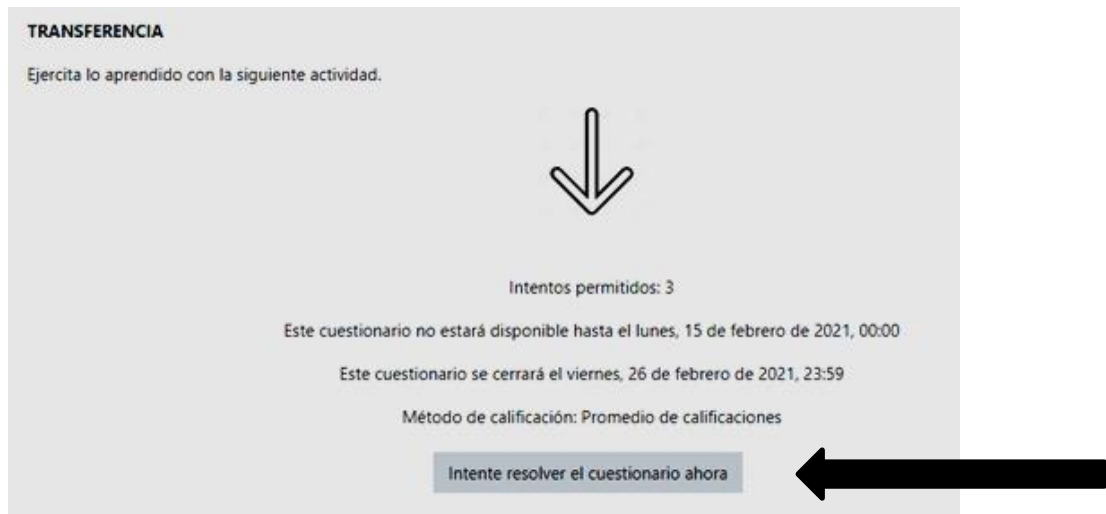 TRANSFERENCIA
Ejercita lo aprendido con la siguiente actividad.
Intentos permitidos: 3
Este cuestionario no estará disponible hasta el lunes, 15 de febrero de 2021, 00:00
Este cuestionario se cerrará el viernes, 26 de febrero de 2021, 23:59
Método de calificación: Promedio de calificaciones
Intente resolver el cuestionario ahora